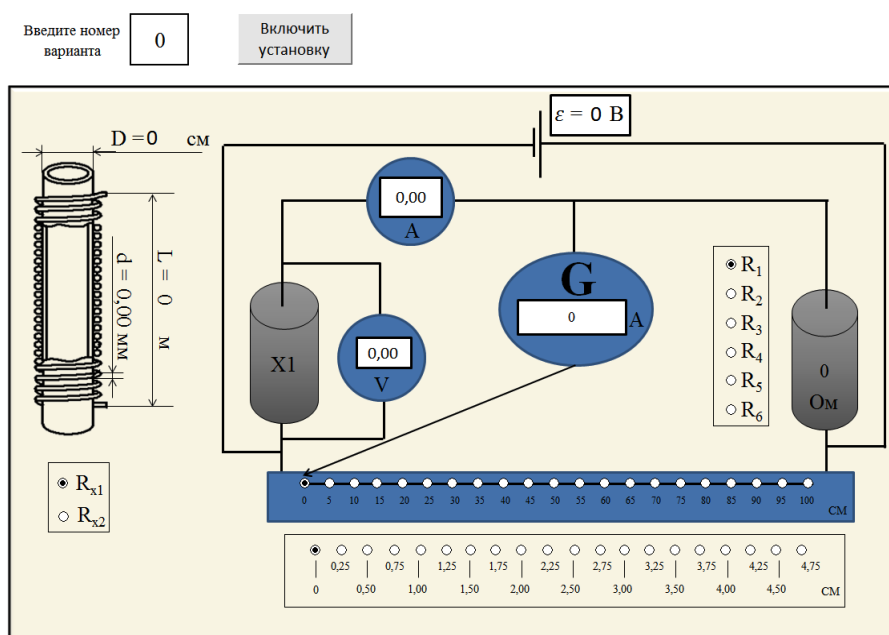 Введите номер
варианта
0
Включить
установку
D = 0 см
ε = 0 В
0,00
A
G
0
A
L = 0 м
d = 0,00 мм
X1
0,00
V
R1
R2
R3
R4
R5
R6
0
Ом
Rx1
Rx2
0 5 10 15 20 25 30 35 40 45 50 55 60 65 70 75 80 85 90 95 100
СМ
0,25 0,75 1,25 1,75 2,25 2,75 3,25 3,75 4,25 4,75
0 0,50 1,00 1,50 2,00 2,50 3,00 3,50 4,00 4,50
СМ